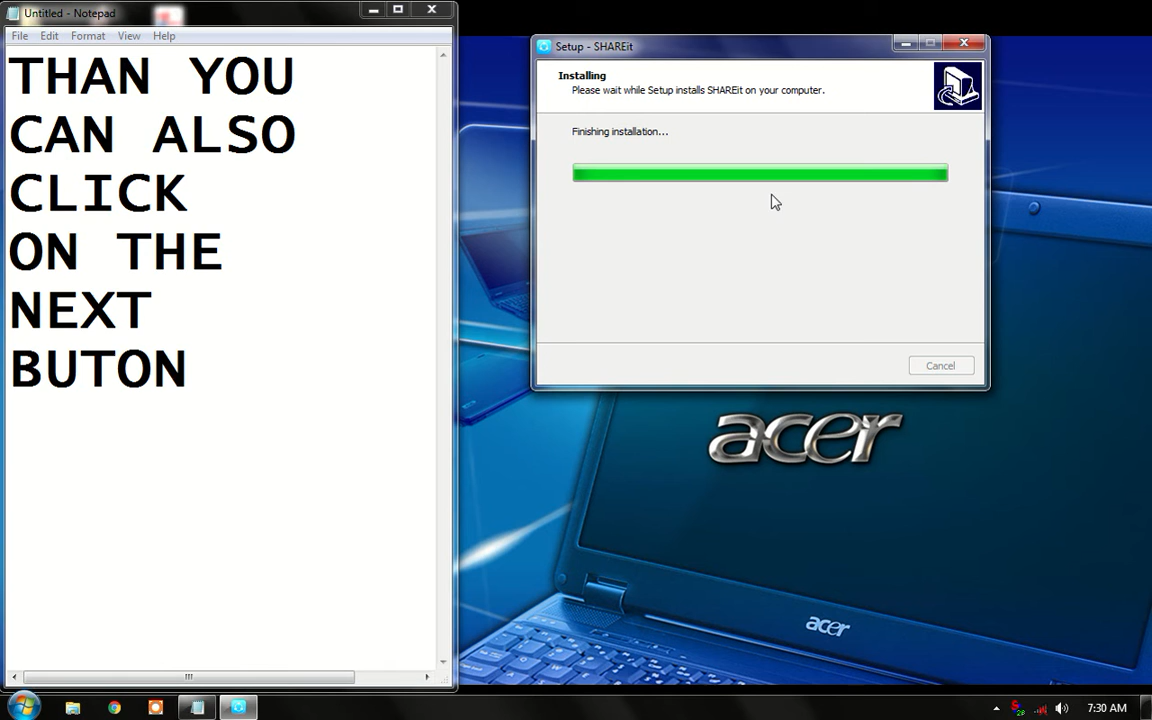 Untitled - Notepad
File Edit Format View Help
THAN YOU
CAN ALSO
CLICK
ON THE
NEXT
BUTON
Setup - SHAREit
Installing
Please wait while Setup installs SHAREit on your computer.
Finishing installation...
Cancel
acer
acer
7:30 AM